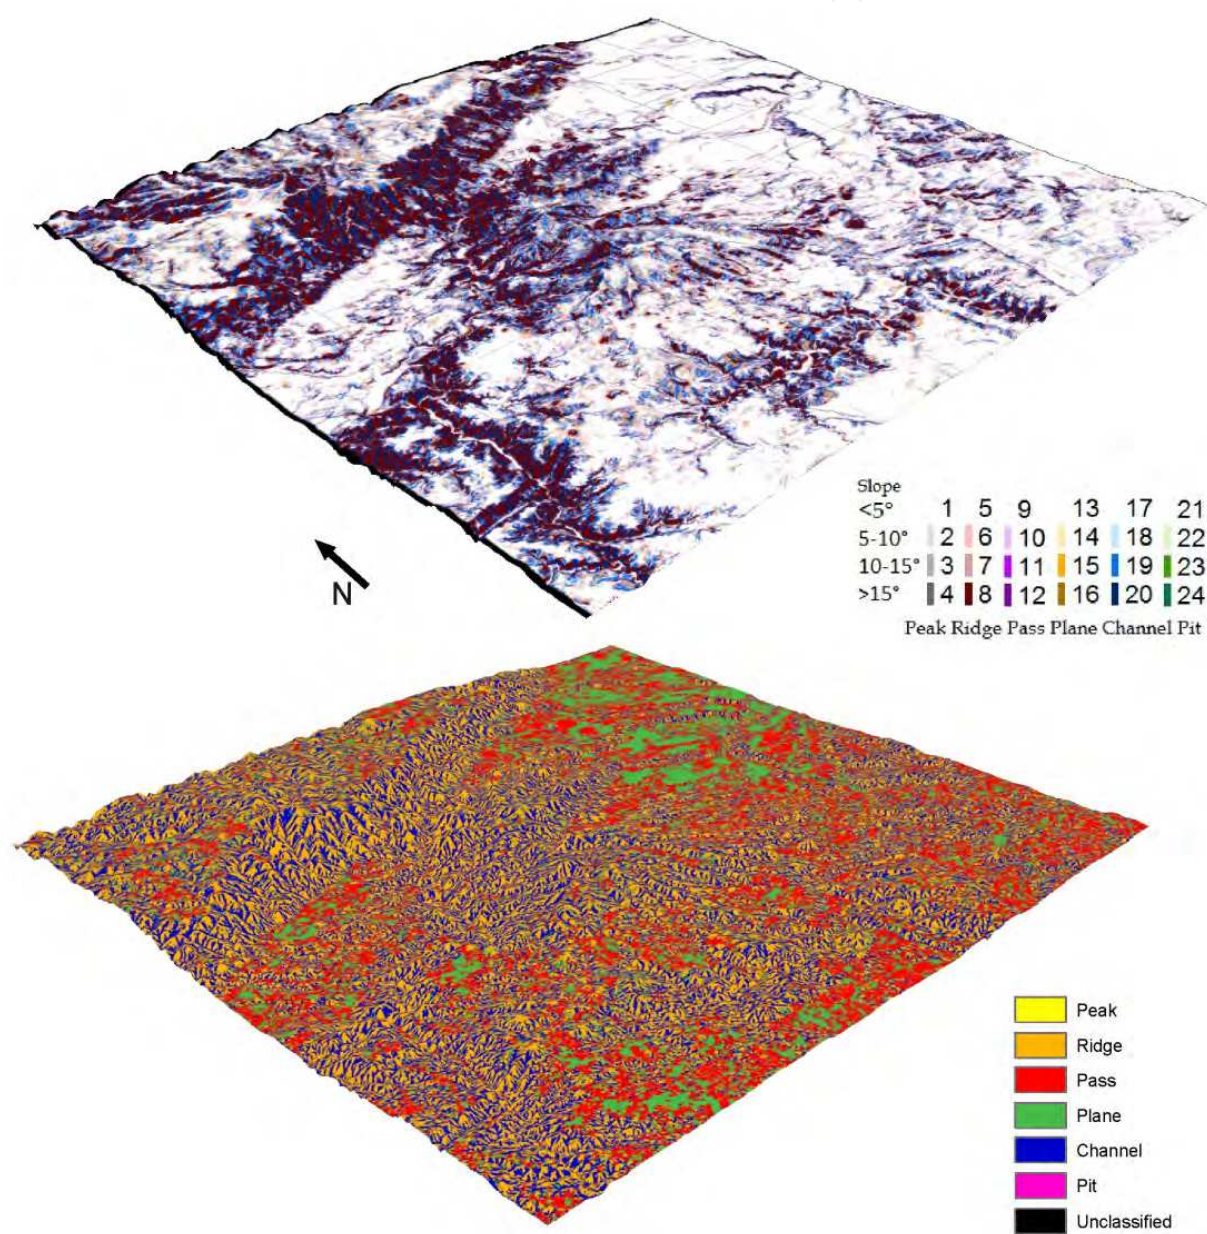 Slope
<5° 1 5 9 13 17 21
5-10° 2 6 10 14 18 22
10-15° 3 7 11 15 19 23
>15° 4 8 12 16 20 24
Peak Ridge Pass Plane Channel Pit
N
Peak
Ridge
Pass
Plane
Channel
Pit
Unclassified